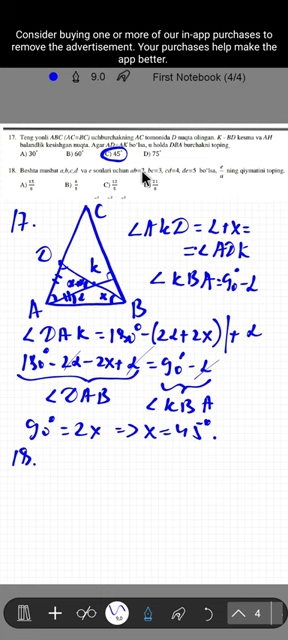 Consider buying one or more of our in-app purchases to remove the advertisement. Your purchases help make the app better.
9.0 First Notebook (4/4)
17. Teng yonli ABC (AC=BC) uchburchakning AC tomonida D nuqta olingan. K - BD kesma va AH
balandlik kesishgan nuqta. Agar AD=AK bo'lsa, u holda DBA burchakni toping.
A) 30° B) 60° C) 45° D) 75°
18. Beshta musbat a,b,c,d va e sonlari uchun ab=2, bc=3, cd=4, de=5 bo'lsa, e/a ning qiymatini toping.
17.
C
D
K
A
B
∠AKD = α+x =
= ∠ADK
∠KBA = 90° - α
∠DAK = 180° - (2α + 2x) | + α
180° - 2α - 2x + α = 90° - α
∠DAB
∠KBA
90° = 2x => x = 45°.
18.
9,0
4